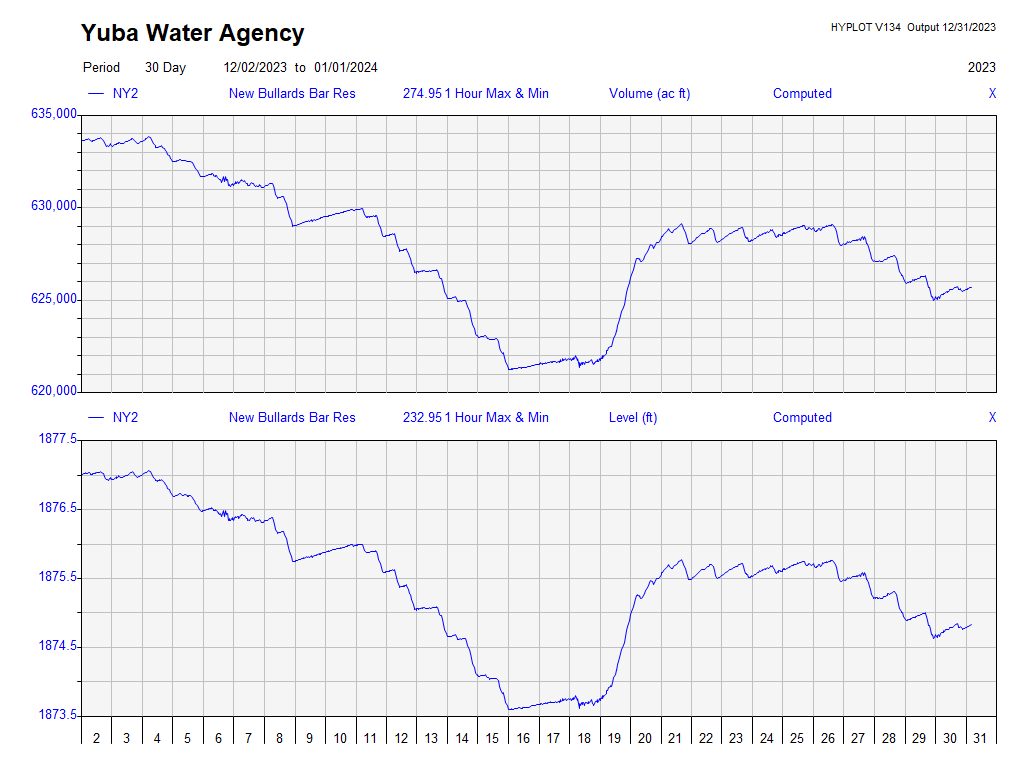 Yuba Water Agency
HYPLOT V134 Output 12/31/2023
Period 30 Day 12/02/2023 to 01/01/2024 2023
NY2 New Bullards Bar Res 274.95 1 Hour Max & Min Volume (ac ft) Computed X
635,000
630,000
625,000
620,000
NY2 New Bullards Bar Res 232.95 1 Hour Max & Min Level (ft) Computed X
1877.5
1876.5
1875.5
1874.5
1873.5
2 3 4 5 6 7 8 9 10 11 12 13 14 15 16 17 18 19 20 21 22 23 24 25 26 27 28 29 30 31